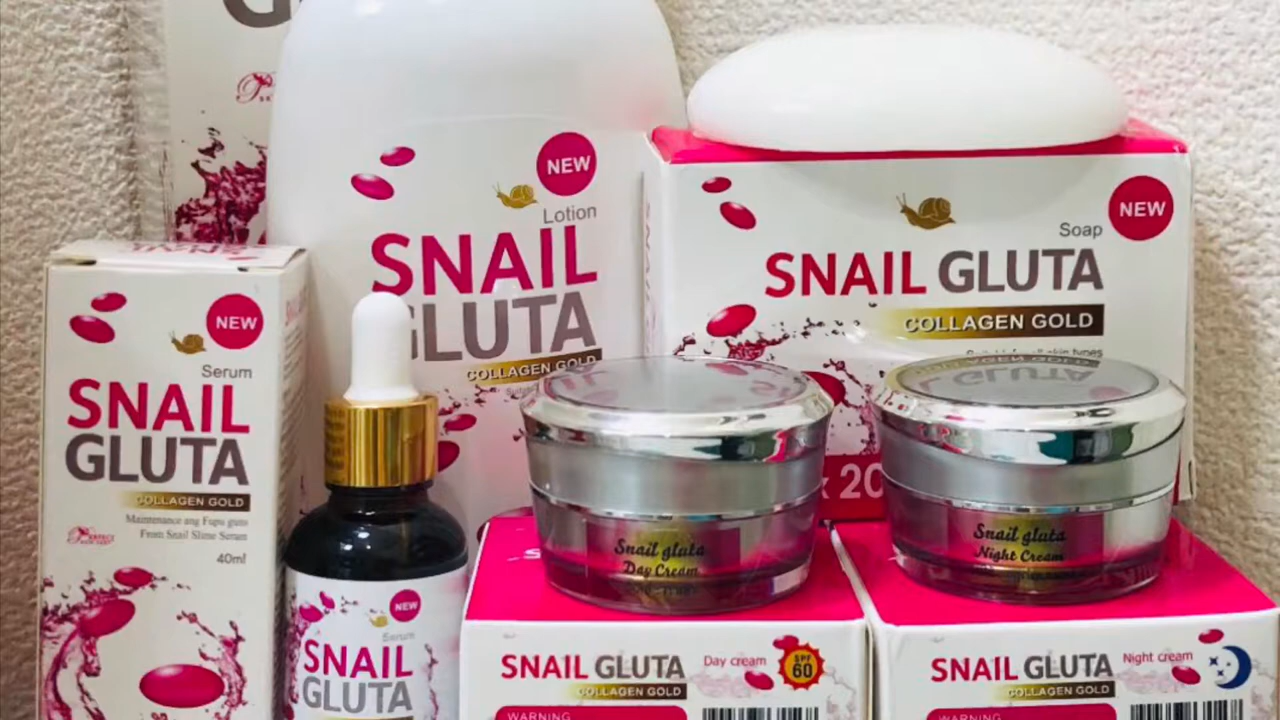 NEW
Lotion
SNAIL
GLUTA
COLLAGEN GOLD
NEW
Soap
SNAIL GLUTA
COLLAGEN GOLD
NEW
Serum
SNAIL
GLUTA
COLLAGEN GOLD
Maintenance ang Fupu guto
From Snail Slime Serum
40ml
NEW
Serum
SNAIL
GLUTA
Snail gluta
Day Cream
Snail gluta
Night Cream
SNAIL GLUTA
COLLAGEN GOLD
Day cream
SPF
60
WARNING
SNAIL GLUTA
COLLAGEN GOLD
Night cream
WARNING